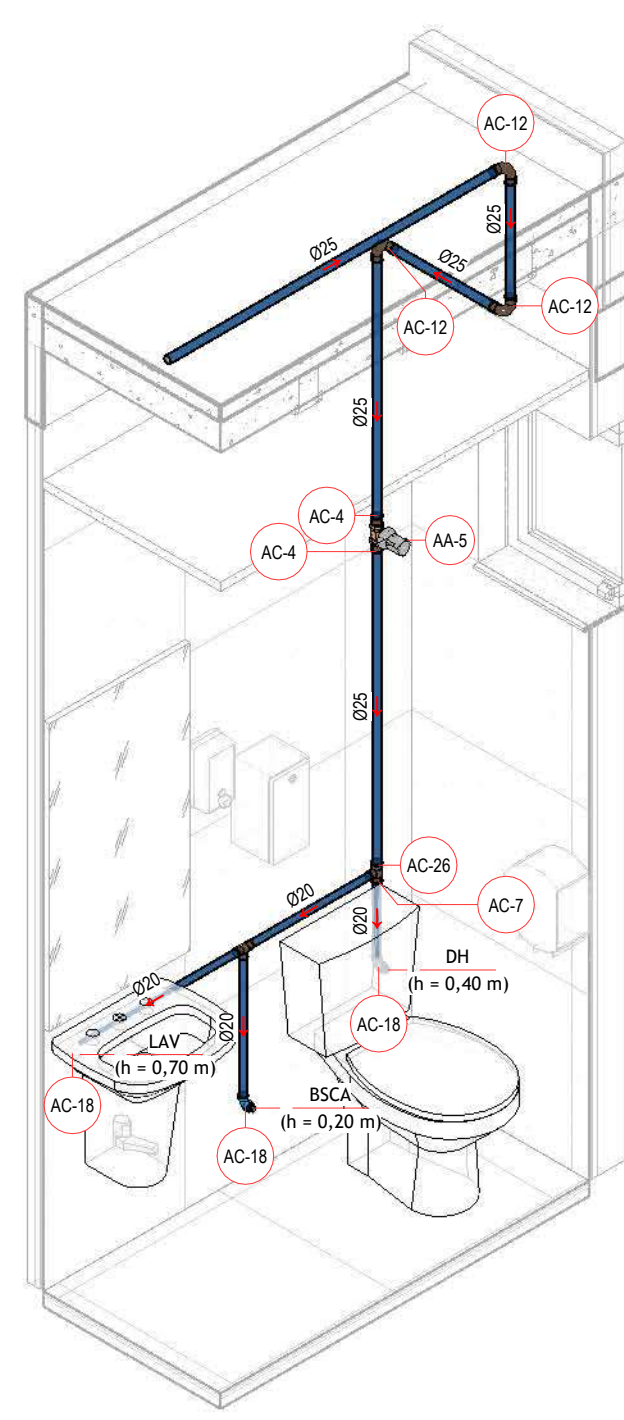 AC-12
Ø25
Ø25
Ø25
AC-12
AC-12
Ø25
AC-4
AC-4
AA-5
Ø25
AC-26
AC-7
Ø20
Ø20
DH
(h = 0,40 m)
AC-18
Ø20
Ø20
LAV
(h = 0,70 m)
AC-18
BSCA
(h = 0,20 m)
AC-18